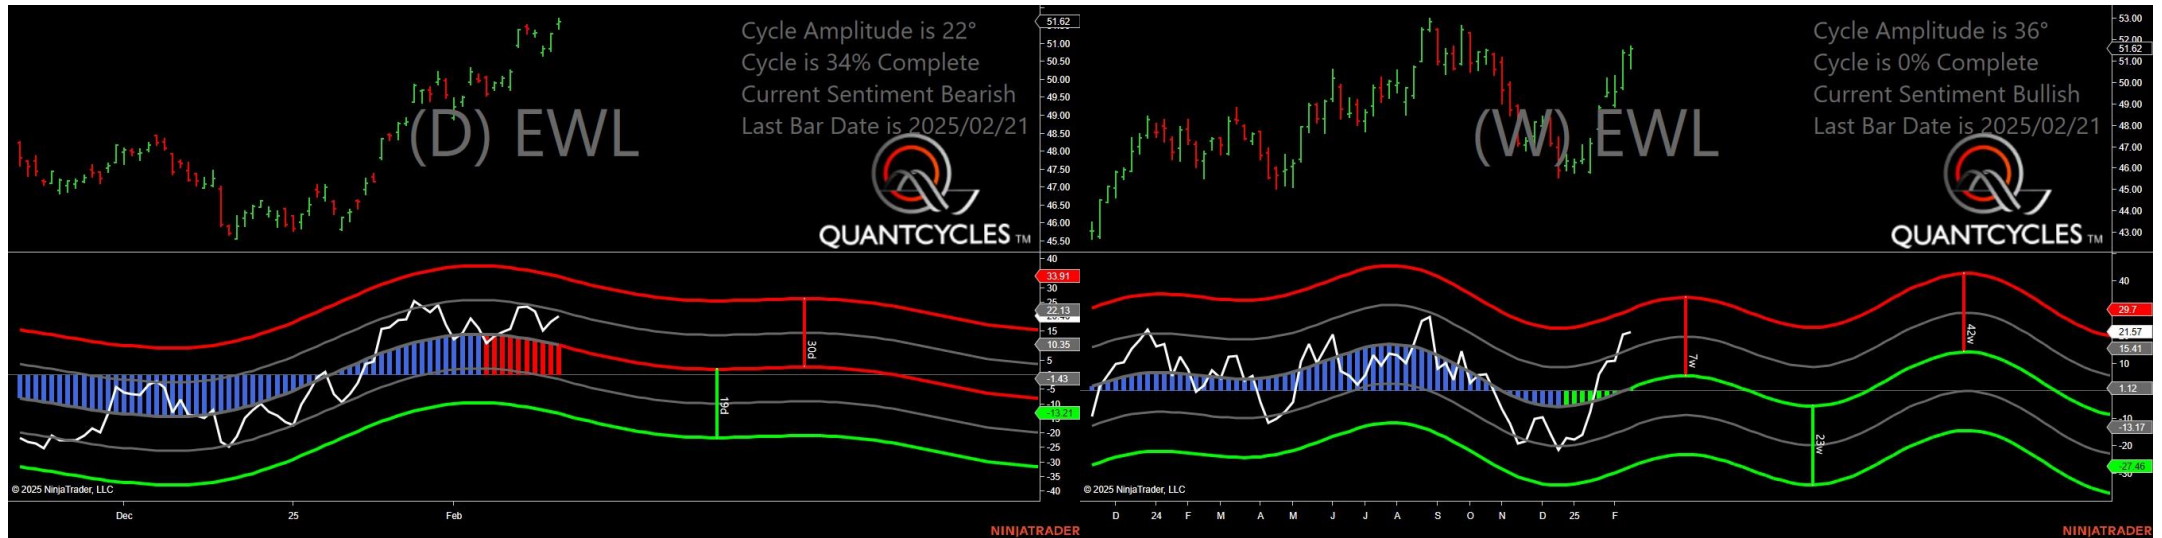 Cycle Amplitude is 22°
Cycle is 34% Complete
Current Sentiment Bearish
Last Bar Date is 2025/02/21
(D) EWL
QUANTCYCLES TM
51.62
51.00
50.50
50.00
49.50
49.00
48.50
48.00
47.50
47.00
46.50
46.00
45.50
40
33.91
30
22.13
15
10.35
5
-1.43
-10
-13.21
-20
-25
-30
-35
-40
30d
19d
© 2025 NinjaTrader, LLC
Dec
25
Feb
NINJATRADER
Cycle Amplitude is 36°
Cycle is 0% Complete
Current Sentiment Bullish
Last Bar Date is 2025/02/21
(W) EWL
QUANTCYCLES TM
53.00
52.00
51.62
51.00
50.00
49.00
48.00
47.00
46.00
45.00
44.00
43.00
40
29.7
21.57
15.41
10
1.12
-10
-13.17
-20
-27.46
7w
42w
23w
© 2025 NinjaTrader, LLC
D 24 F M A M J J A S O N D 25 F
NINJATRADER